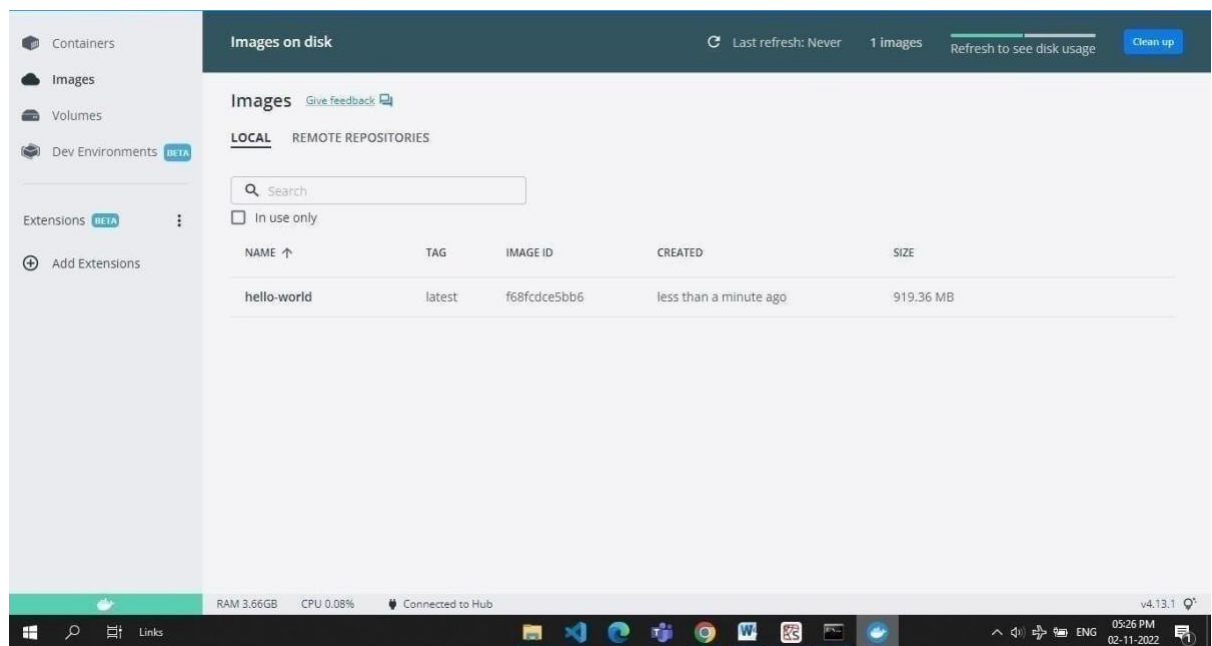 Containers
Images
Volumes
Dev Environments BETA
Extensions BETA
Add Extensions
Images on disk
Last refresh: Never
1 images
Refresh to see disk usage
Clean up
Images Give feedback
LOCAL REMOTE REPOSITORIES
Search
In use only
NAME TAG IMAGE ID CREATED SIZE
hello-world latest f68fcdce5bb6 less than a minute ago 919.36 MB
RAM 3.66GB CPU 0.08% Connected to Hub v4.13.1
Links
ENG
05:26 PM
02-11-2022
1